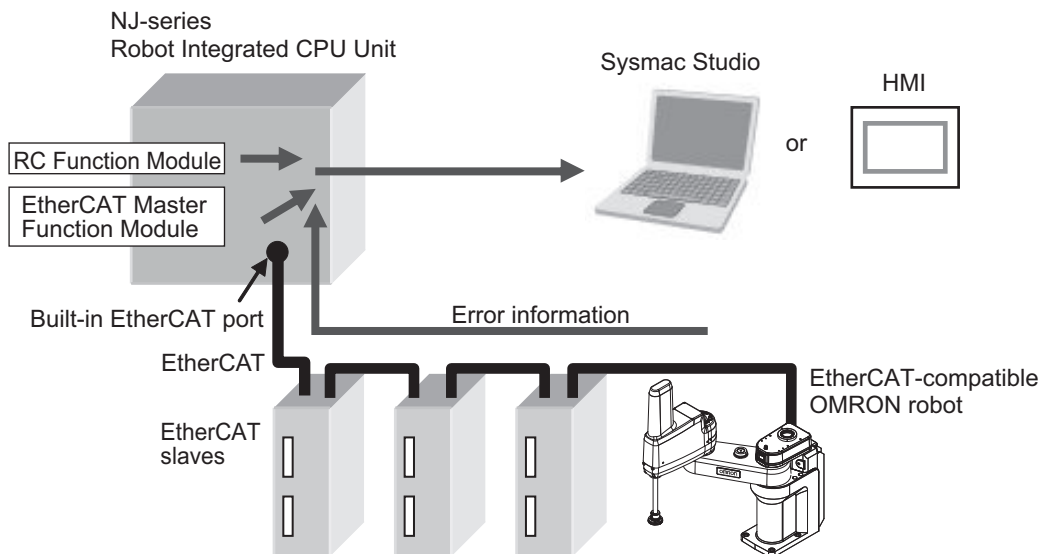 NJ-series
Robot Integrated CPU Unit
Sysmac Studio
HMI
or
RC Function Module
EtherCAT Master
Function Module
Built-in EtherCAT port
Error information
EtherCAT
EtherCAT-compatible
OMRON robot
EtherCAT
slaves